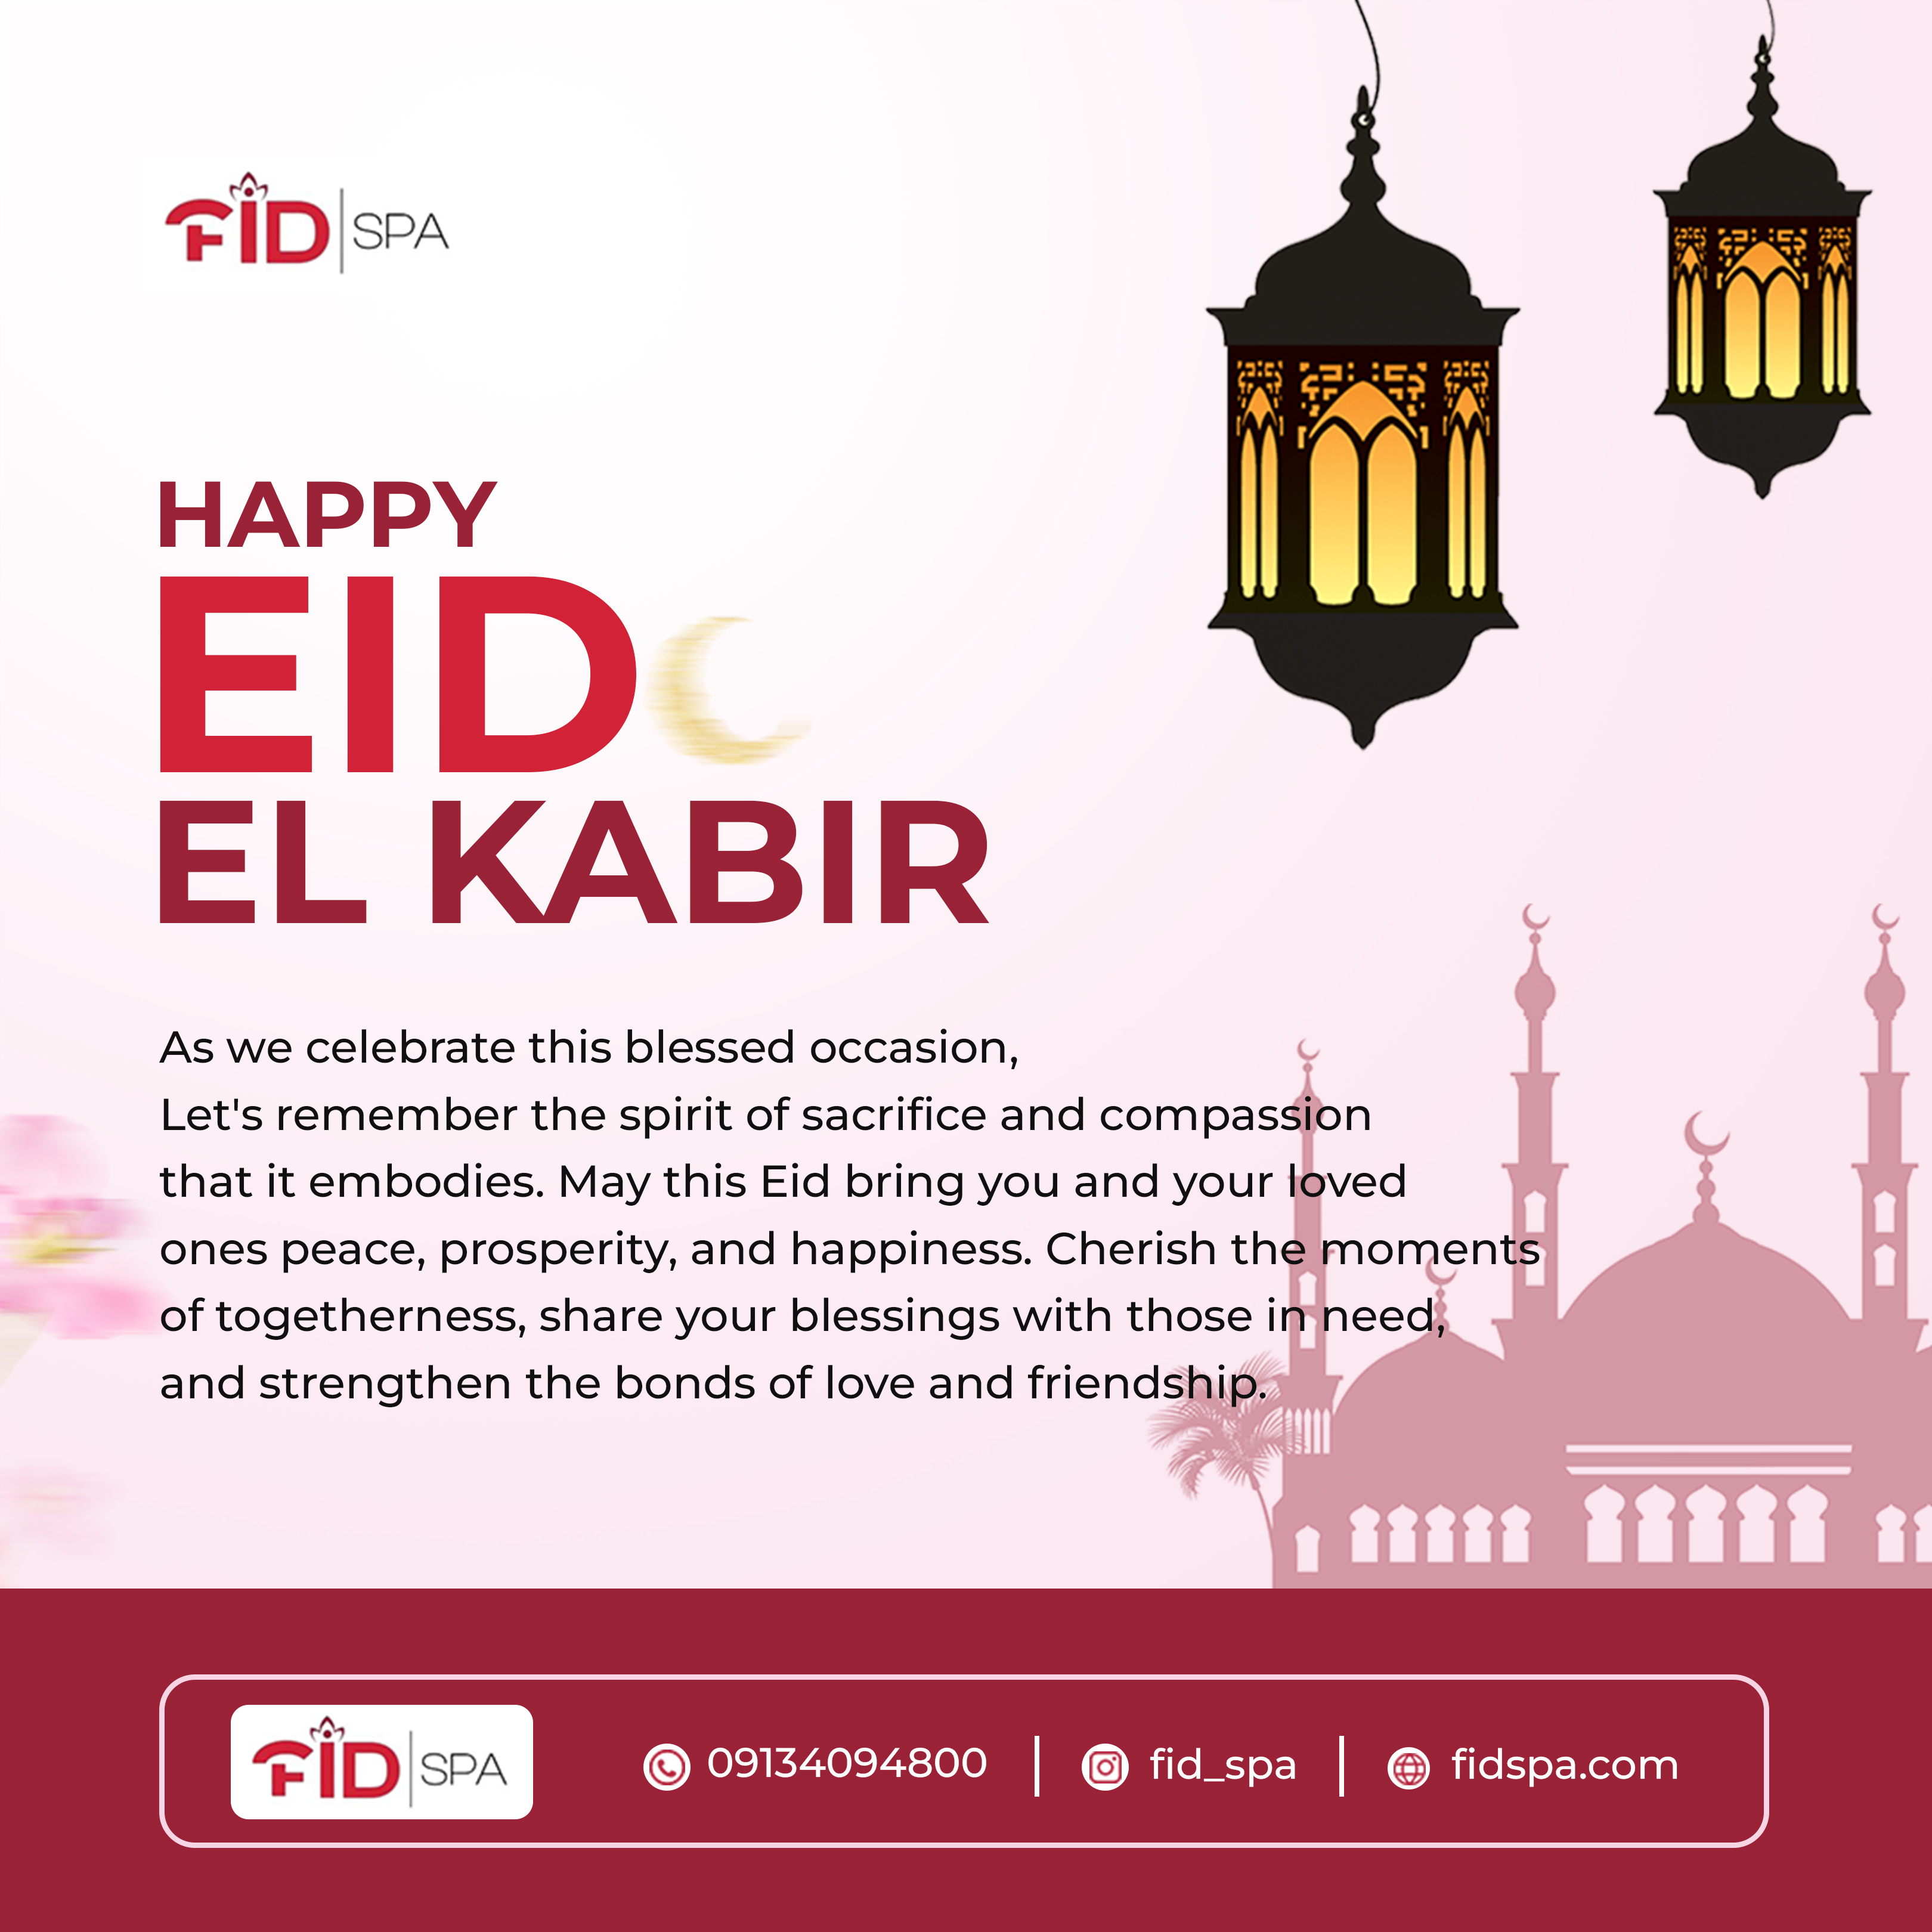 FID | SPA
HAPPY
EID
EL KABIR
As we celebrate this blessed occasion,
Let's remember the spirit of sacrifice and compassion
that it embodies. May this Eid bring you and your loved
ones peace, prosperity, and happiness. Cherish the moments
of togetherness, share your blessings with those in need,
and strengthen the bonds of love and friendship.
FID | SPA 09134094800 | fid_spa | fidspa.com